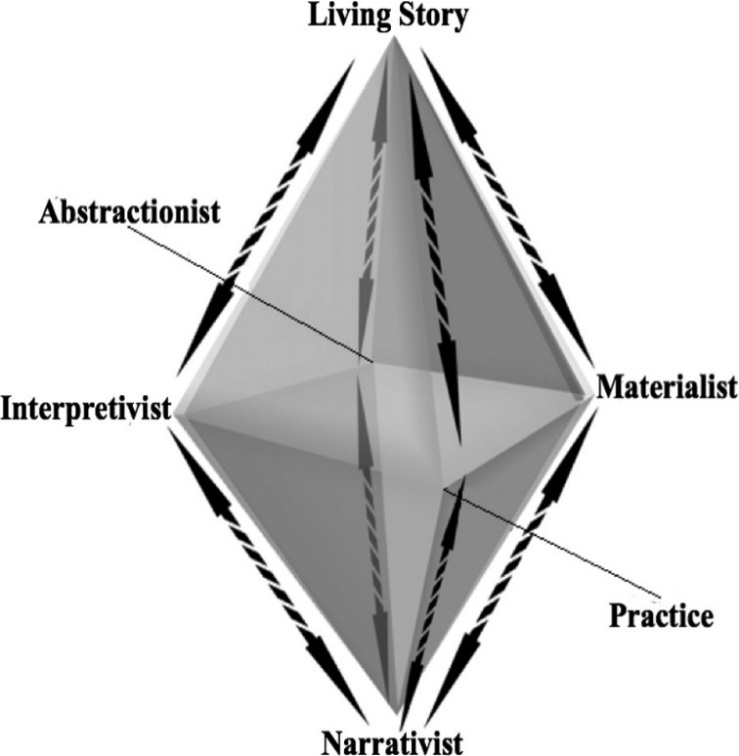 Living Story
Abstractionist
Materialist
Interpretivist
Practice
Narrativist